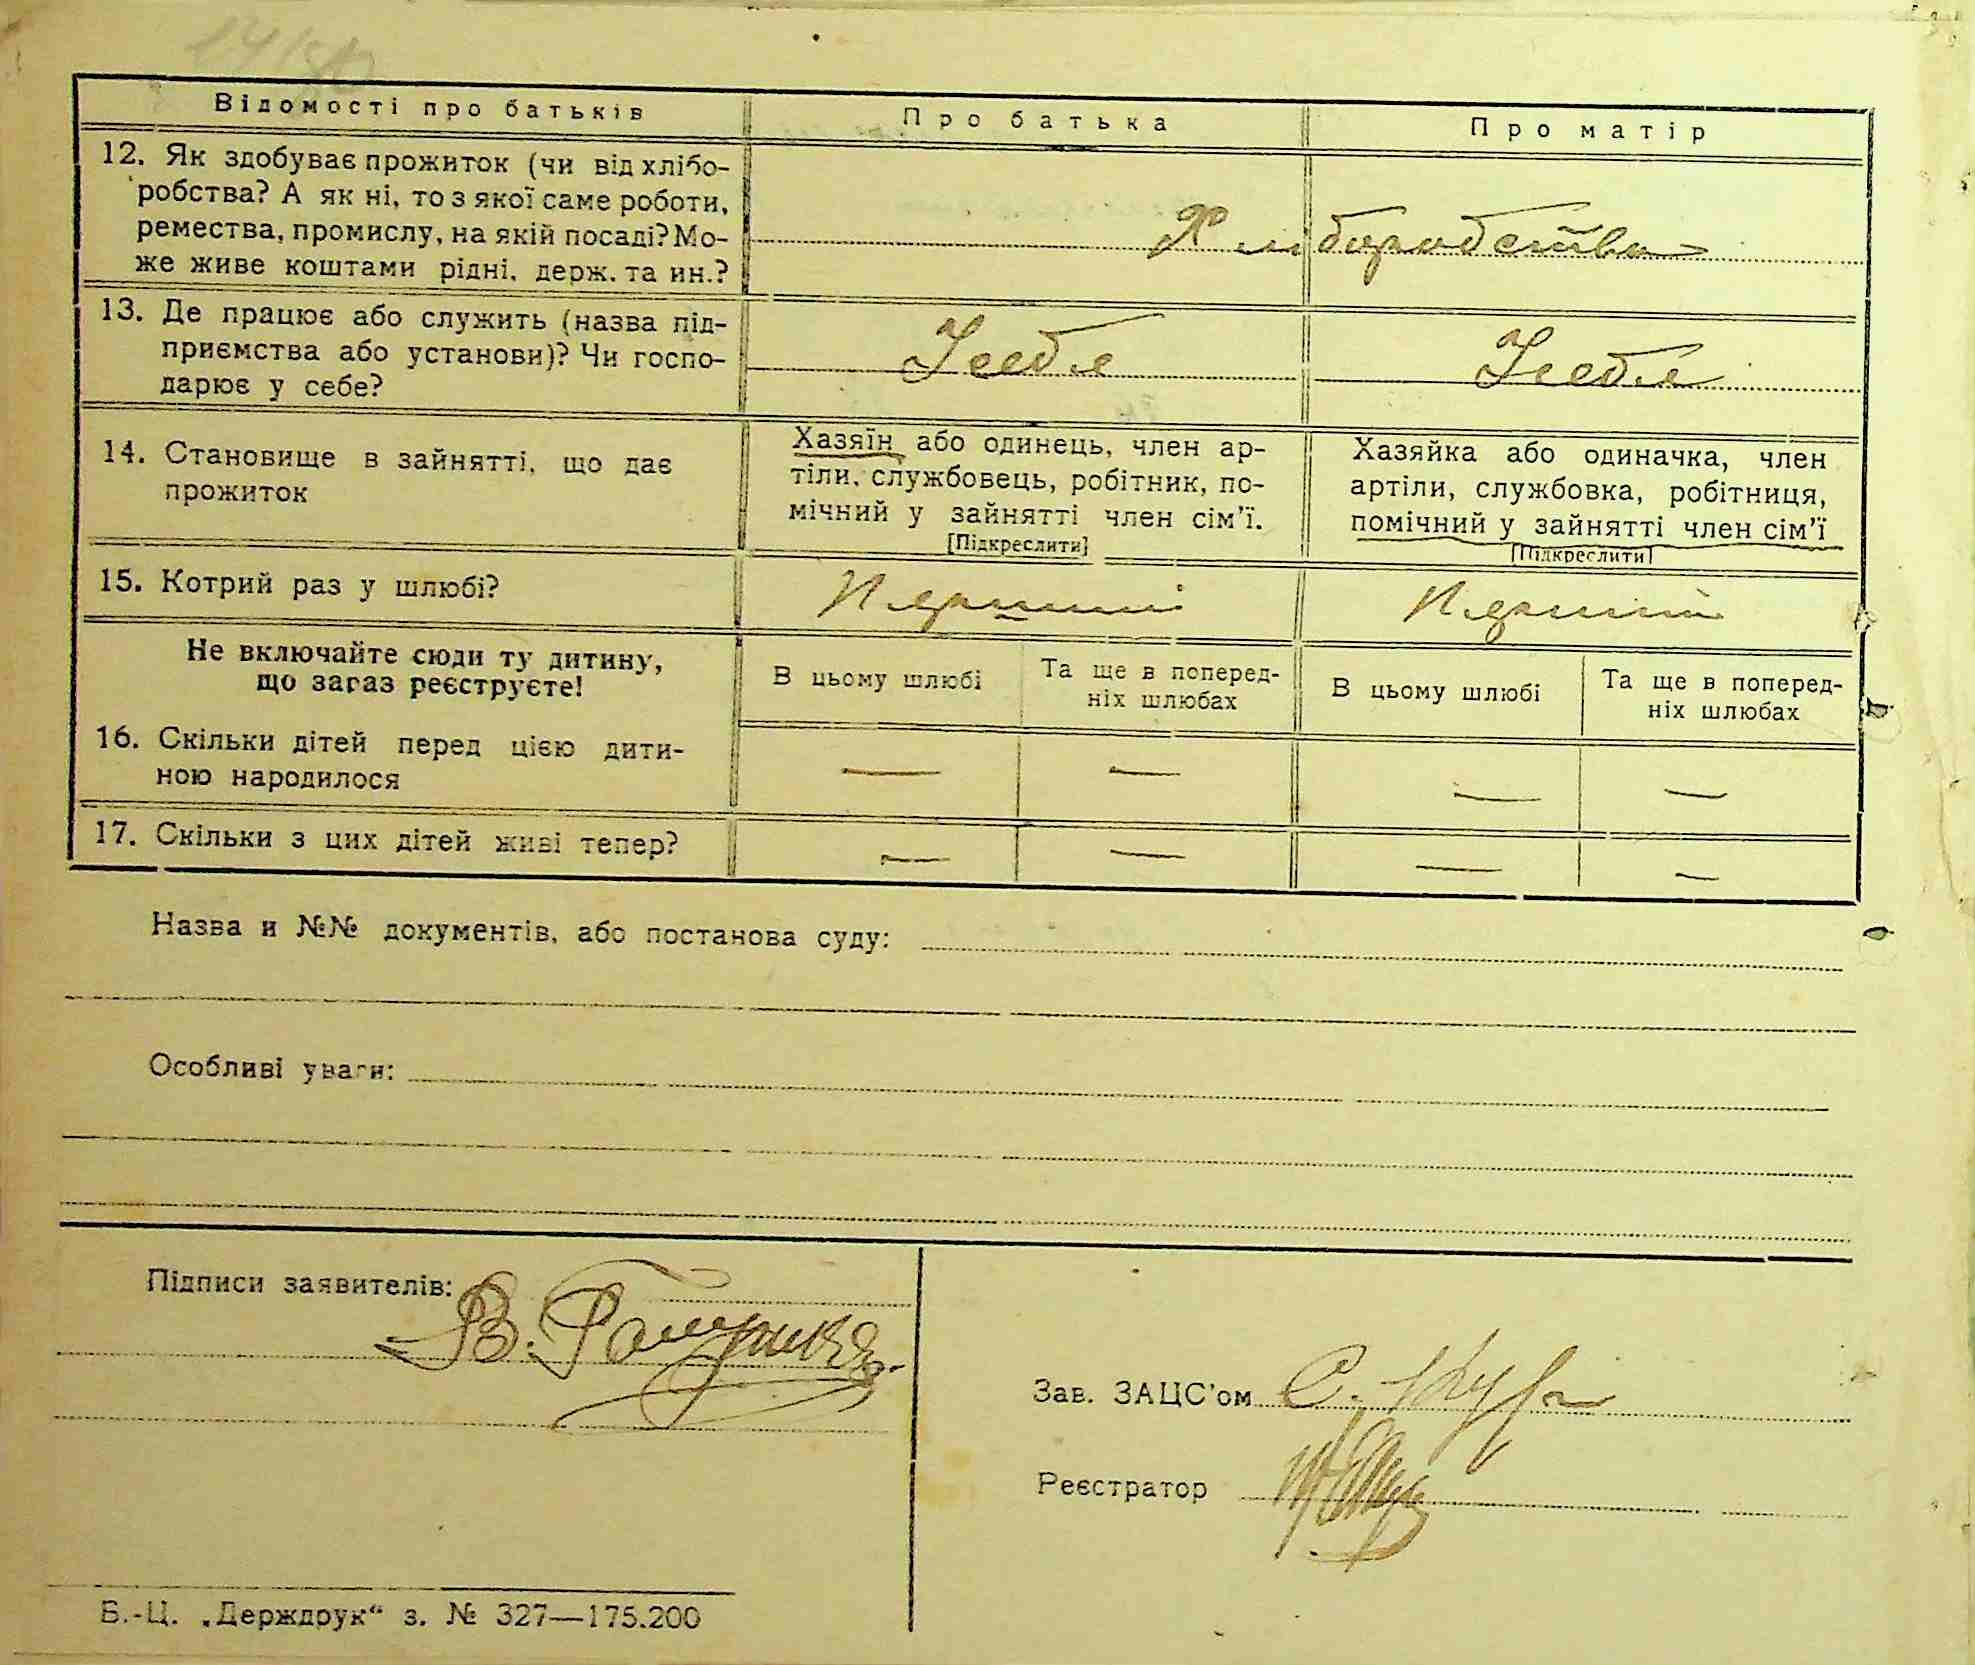 Відомості про батьків
Про батька
Про матір
12. Як здобуває прожиток (чи від хлібо-
робства? А як ні, то з якої саме роботи,
ремества, промислу, на якій посаді? Мо-
же живе коштами рідні, держ. та ин.?
Хліборобство
13. Де працює або служить (назва під-
приємства або установи)? Чи госпо-
дарює у себе?
У себе
У себе
14. Становище в зайнятті, що дає
прожиток
Хазяїн або одинець, член ар-
тіли, службовець, робітник, по-
мічний у зайнятті член сім'ї.
[Підкреслити]
Хазяйка або одиначка, член
артіли, службовка, робітниця,
помічний у зайнятті член сім'ї
[Підкреслити]
15. Котрий раз у шлюбі?
Перший
Перший
Не включайте сюди ту дитину,
що зараз реєструєте!
В цьому шлюбі
Та ще в поперед-
ніх шлюбах
В цьому шлюбі
Та ще в поперед-
ніх шлюбах
16. Скільки дітей перед цією дити-
ною народилося
— — — —
17. Скільки з цих дітей живі тепер?
— — — —
Назва и №№ документів, або постанова суду:
Особливі уваги:
Підписи заявителів:
В.
Зав. ЗАЦС'ом С.
Реєстратор
Б.-Ц. „Держдрук“ з. № 327—175.200